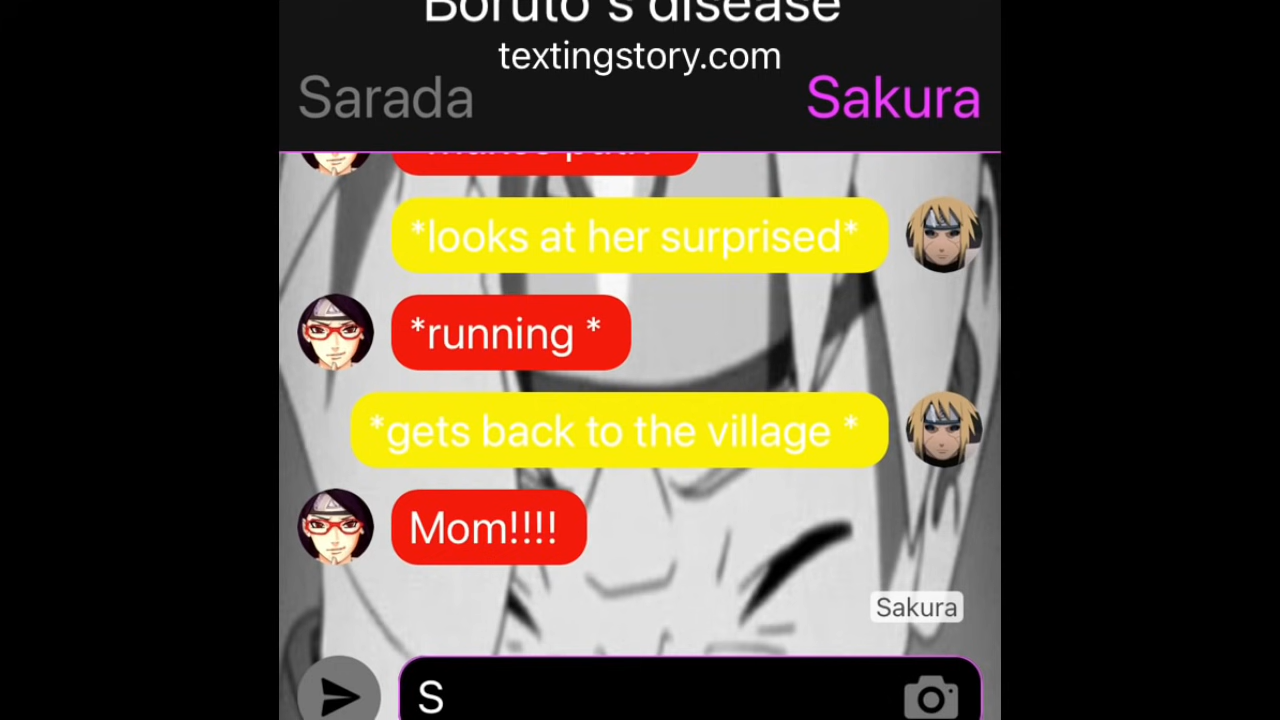 Boruto's disease
textingstory.com
Sarada
Sakura
*looks at her surprised*
*running *
*gets back to the village *
Mom!!!!
Sakura
S